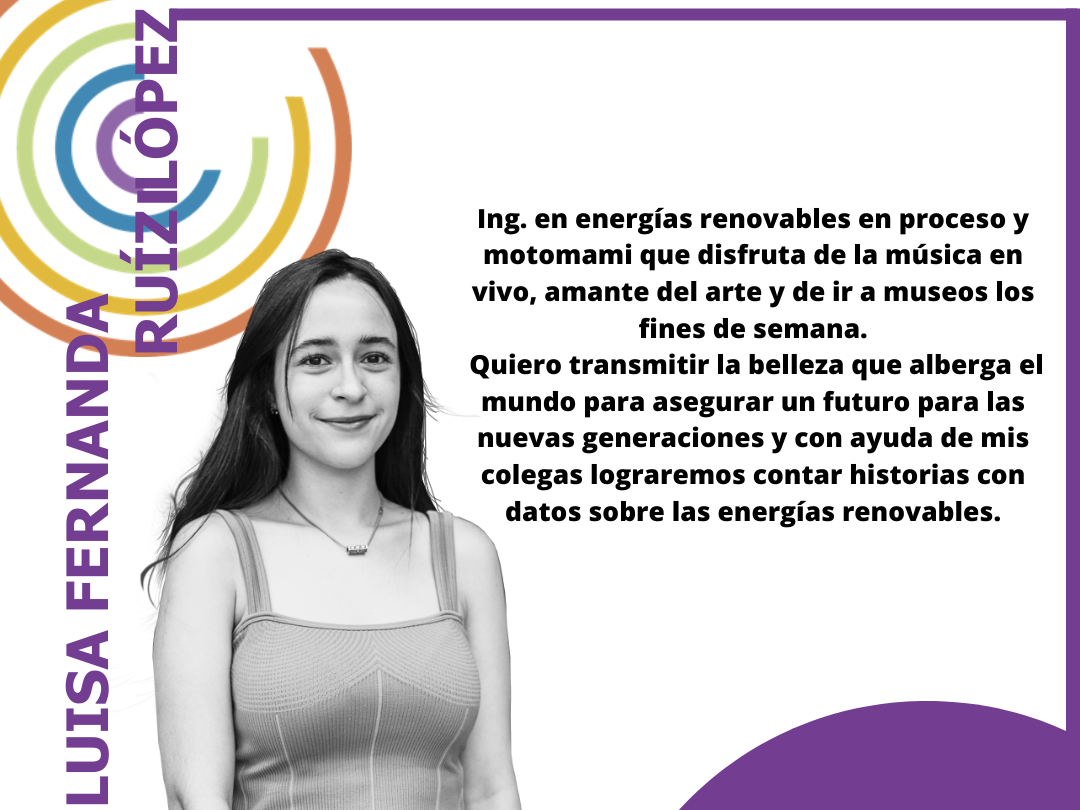 LUISA FERNANDA
RUÍZ LÓPEZ
Ing. en energías renovables en proceso y
motomami que disfruta de la música en
vivo, amante del arte y de ir a museos los
fines de semana.
Quiero transmitir la belleza que alberga el
mundo para asegurar un futuro para las
nuevas generaciones y con ayuda de mis
colegas lograremos contar historias con
datos sobre las energías renovables.